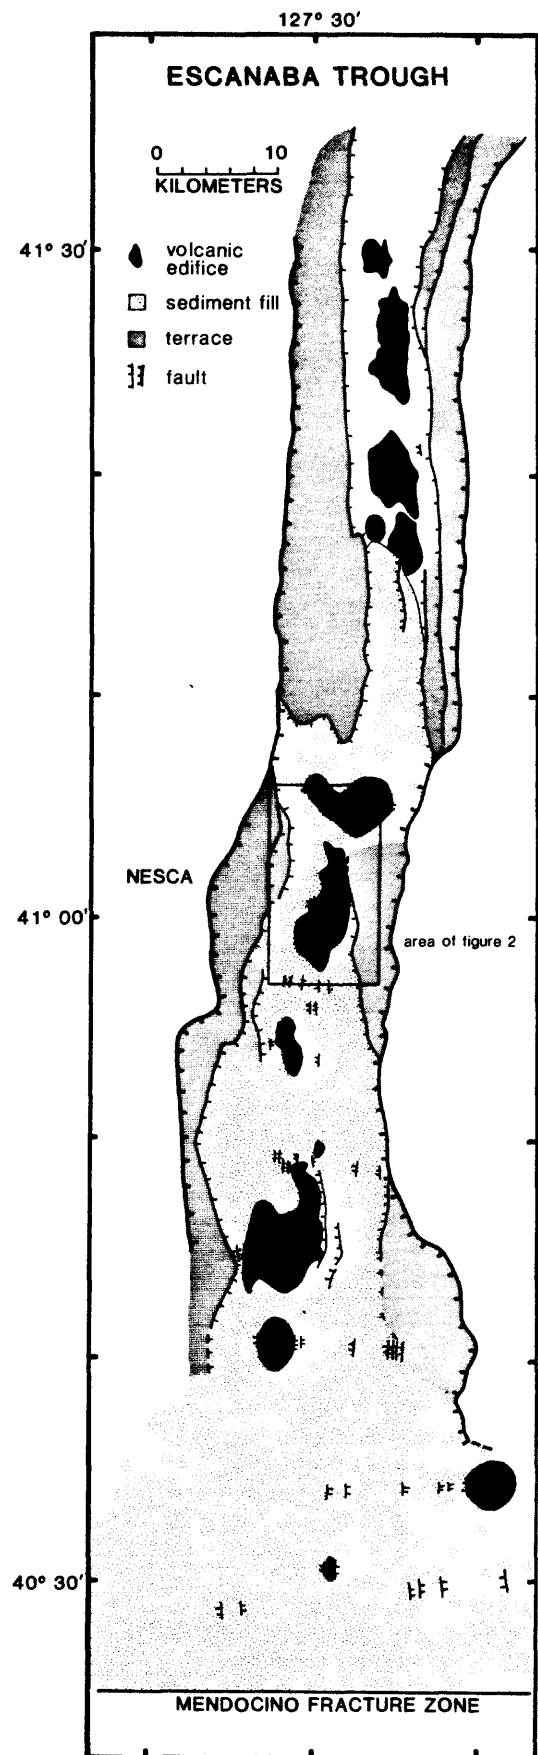 127° 30′
ESCANABA TROUGH
0 10
KILOMETERS
41° 30′
volcanic
edifice
sediment fill
terrace
fault
NESCA
41° 00′
area of figure 2
40° 30′
MENDOCINO FRACTURE ZONE